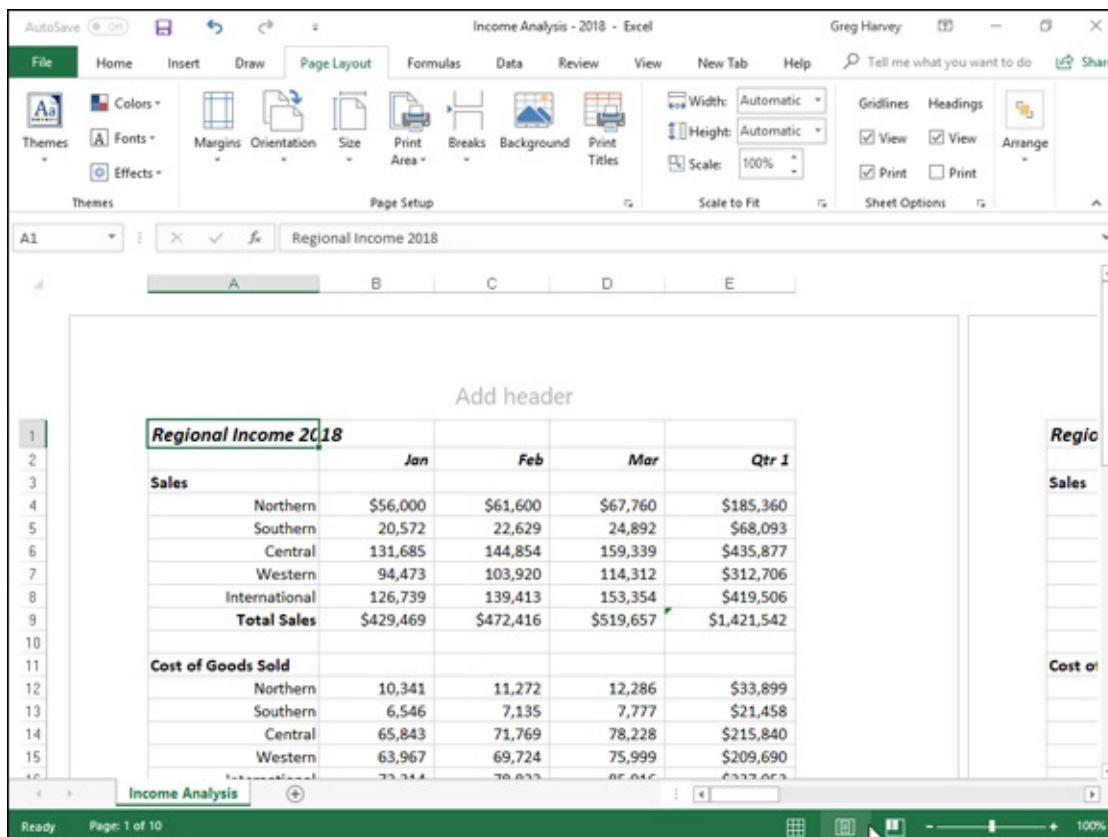 AutoSave Off Income Analysis - 2018 - Excel Greg Harvey
File Home Insert Draw Page Layout Formulas Data Review View New Tab Help Tell me what you want to do Shar
Colors Width: Automatic Gridlines Headings
Themes Fonts Margins Orientation Size Print Area Breaks Background Print Titles Height: Automatic View View Arrange
Effects Scale: 100% Print Print
Themes Page Setup Scale to Fit Sheet Options
A1 fx Regional Income 2018
A B C D E
Add header
1 Regional Income 2018 Regio
2 Jan Feb Mar Qtr 1
3 Sales Sales
4 Northern $56,000 $61,600 $67,760 $185,360
5 Southern 20,572 22,629 24,892 $68,093
6 Central 131,685 144,854 159,339 $435,877
7 Western 94,473 103,920 114,312 $312,706
8 International 126,739 139,413 153,354 $419,506
9 Total Sales $429,469 $472,416 $519,657 $1,421,542
10
11 Cost of Goods Sold Cost of
12 Northern 10,341 11,272 12,286 $33,899
13 Southern 6,546 7,135 7,777 $21,458
14 Central 65,843 71,769 78,228 $215,840
15 Western 63,967 69,724 75,999 $209,690
Income Analysis
Ready Page: 1 of 10 100%